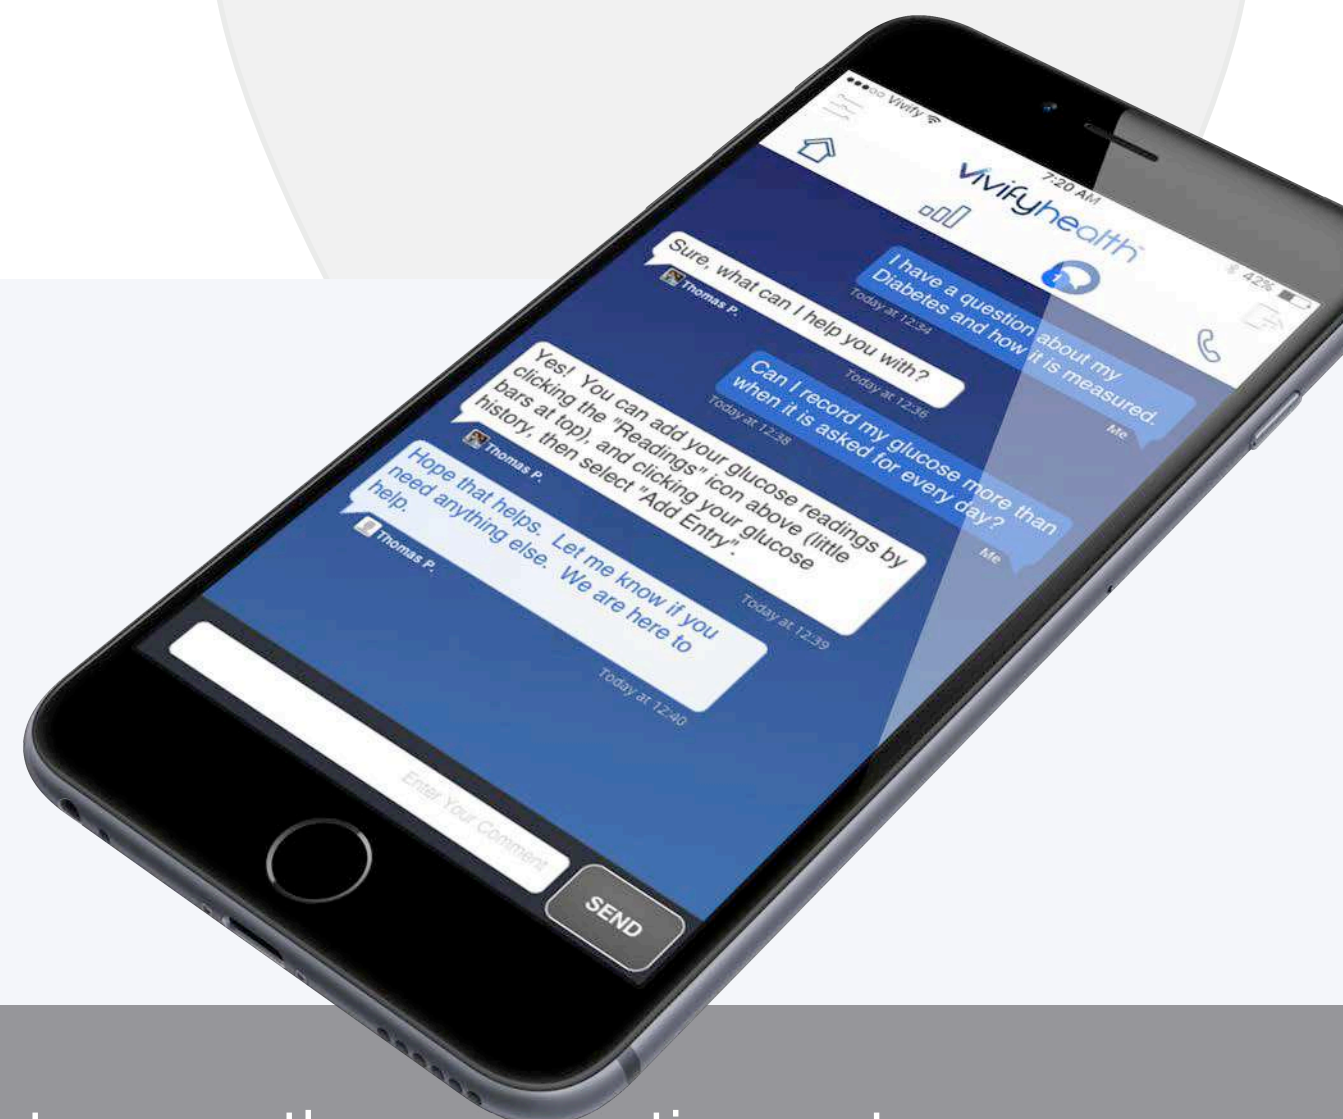 Vivify
7:20 AM
42%
vivifyhealth
1
I have a question about my
Diabetes and how it is measured.
Today at 12:34
Me
Sure, what can I help you with?
Thomas P.
Today at 12:36
Can I record my glucose more than
when it is asked for every day?
Today at 12:38
Me
Yes! You can add your glucose readings by
clicking the "Readings" icon above (little
bars at top), and clicking your glucose
history, then select "Add Entry".
Thomas P.
Today at 12:39
Hope that helps. Let me know if you
need anything else. We are here to
help.
Thomas P.
Today at 12:40
Enter Your Comment
SEND